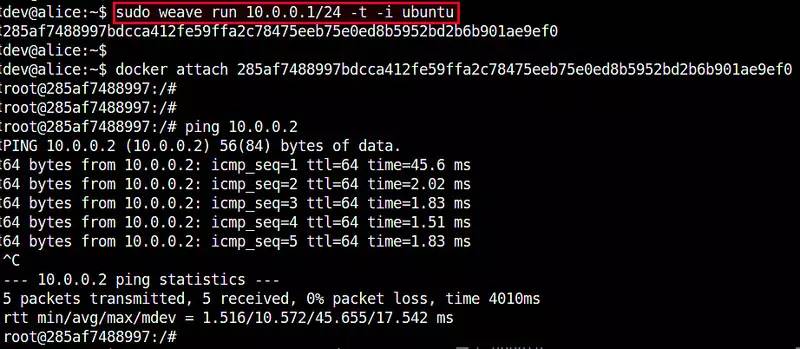 dev@alice:~$ sudo weave run 10.0.0.1/24 -t -i ubuntu
285af7488997bdcca412fe59ffa2c78475eeb75e0ed8b5952bd2b6b901ae9ef0
dev@alice:~$
dev@alice:~$ docker attach 285af7488997bdcca412fe59ffa2c78475eeb75e0ed8b5952bd2b6b901ae9ef0
root@285af7488997:/#
root@285af7488997:/#
root@285af7488997:/# ping 10.0.0.2
PING 10.0.0.2 (10.0.0.2) 56(84) bytes of data.
64 bytes from 10.0.0.2: icmp_seq=1 ttl=64 time=45.6 ms
64 bytes from 10.0.0.2: icmp_seq=2 ttl=64 time=2.02 ms
64 bytes from 10.0.0.2: icmp_seq=3 ttl=64 time=1.83 ms
64 bytes from 10.0.0.2: icmp_seq=4 ttl=64 time=1.51 ms
64 bytes from 10.0.0.2: icmp_seq=5 ttl=64 time=1.83 ms
^C
--- 10.0.0.2 ping statistics ---
5 packets transmitted, 5 received, 0% packet loss, time 4010ms
rtt min/avg/max/mdev = 1.516/10.572/45.655/17.542 ms
root@285af7488997:/#